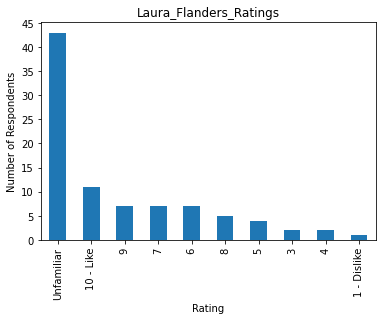 Laura_Flanders_Ratings
45
40
35
30
25
20
15
10
5
0
Number of Respondents
Unfamiliar
10 - Like
9
7
6
8
5
3
4
1 - Dislike
Rating